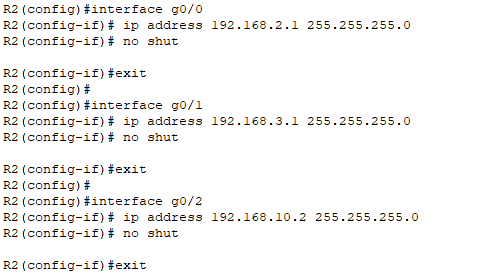 R2(config)#interface g0/0
R2(config-if)# ip address 192.168.2.1 255.255.255.0
R2(config-if)# no shut
R2(config-if)#exit
R2(config)#
R2(config)#interface g0/1
R2(config-if)# ip address 192.168.3.1 255.255.255.0
R2(config-if)# no shut
R2(config-if)#exit
R2(config)#
R2(config)#interface g0/2
R2(config-if)# ip address 192.168.10.2 255.255.255.0
R2(config-if)# no shut
R2(config-if)#exit